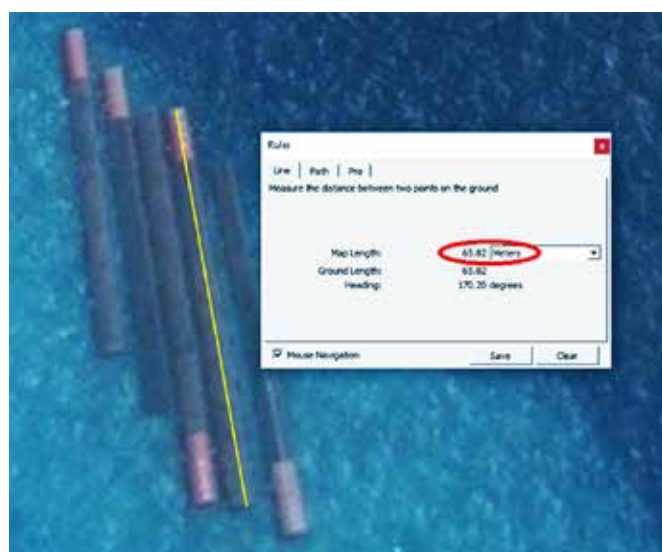 Ruler
Line Path Pro
Measure the distance between two points on the ground
Map Length: 63.82 Meters
Ground Length: 63.82
Heading: 170.20 degrees
Mouse Navigation Save Clear